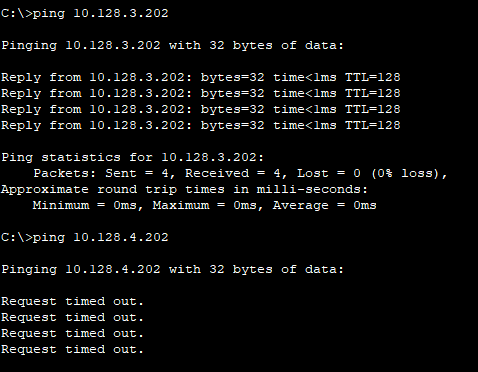 C:\>ping 10.128.3.202
Pinging 10.128.3.202 with 32 bytes of data:
Reply from 10.128.3.202: bytes=32 time<1ms TTL=128
Reply from 10.128.3.202: bytes=32 time<1ms TTL=128
Reply from 10.128.3.202: bytes=32 time<1ms TTL=128
Reply from 10.128.3.202: bytes=32 time<1ms TTL=128
Ping statistics for 10.128.3.202:
    Packets: Sent = 4, Received = 4, Lost = 0 (0% loss),
Approximate round trip times in milli-seconds:
    Minimum = 0ms, Maximum = 0ms, Average = 0ms
C:\>ping 10.128.4.202
Pinging 10.128.4.202 with 32 bytes of data:
Request timed out.
Request timed out.
Request timed out.
Request timed out.